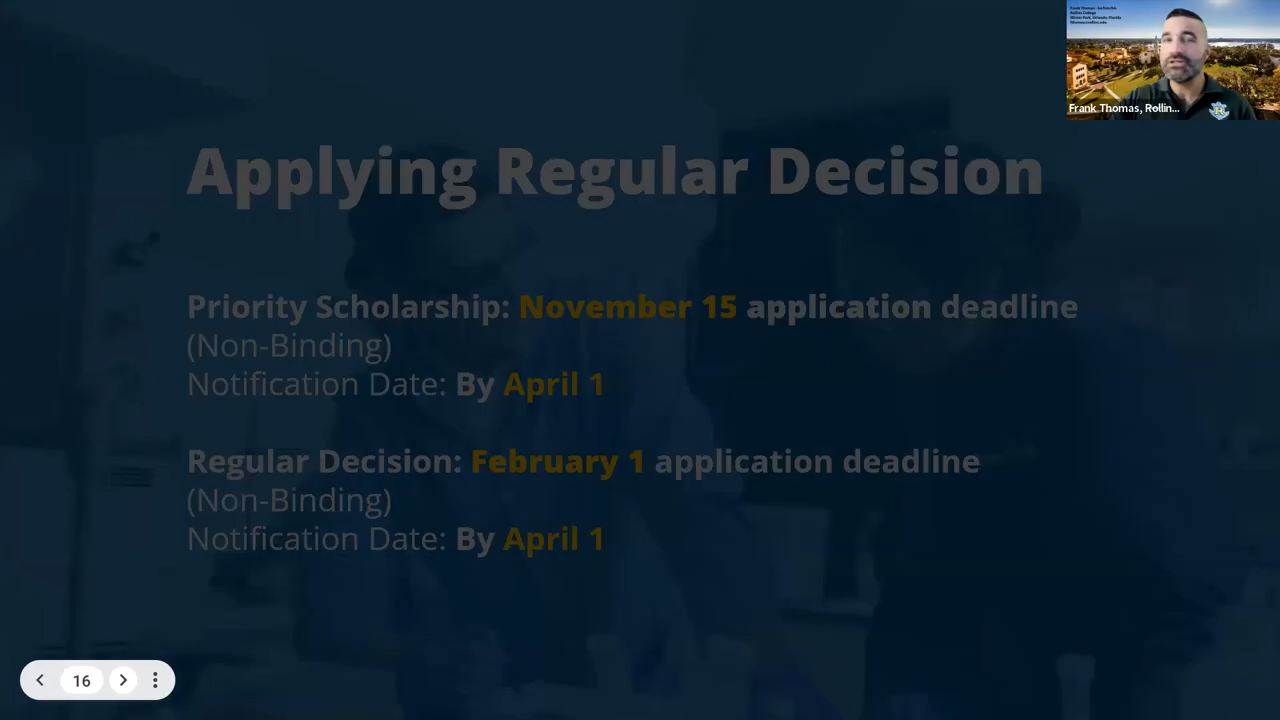 Applying Regular Decision
Priority Scholarship: November 15 application deadline
(Non-Binding)
Notification Date: By April 1
Regular Decision: February 1 application deadline
(Non-Binding)
Notification Date: By April 1
Frank Thomas, Rollin...
16